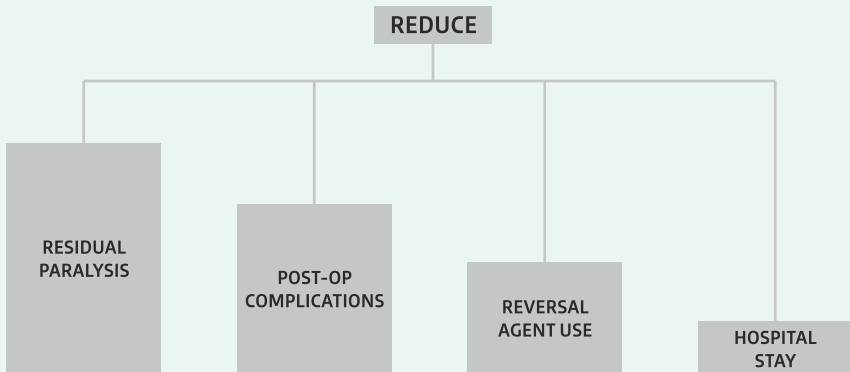 REDUCE
RESIDUAL
PARALYSIS
POST-OP
COMPLICATIONS
REVERSAL
AGENT USE
HOSPITAL
STAY